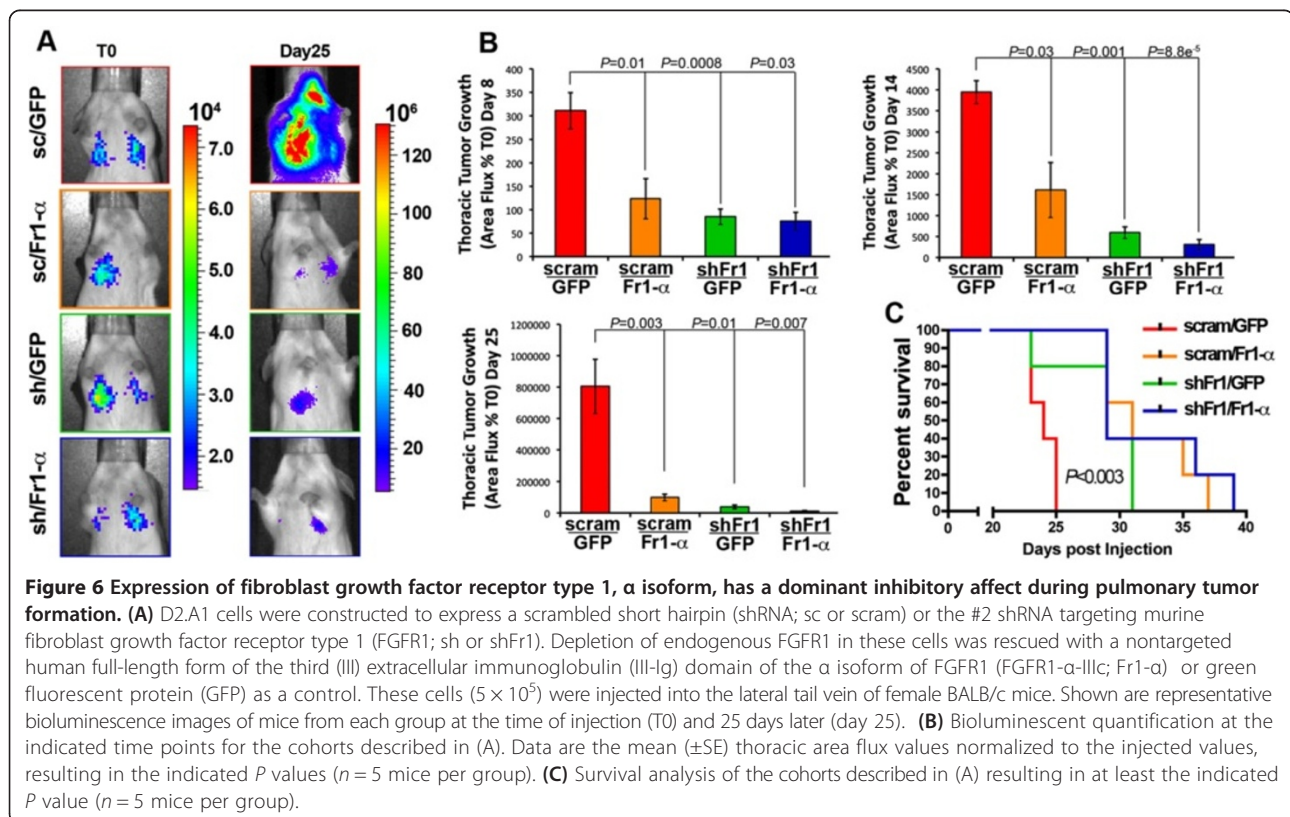 A
T0
Day25
sc/GFP
sc/Fr1-α
sh/GFP
sh/Fr1-α
10⁴
7.0
6.0
5.0
4.0
3.0
2.0
10⁶
120
100
80
60
40
20
B
Thoracic Tumor Growth
(Area Flux % T0) Day 8
400
350
300
250
200
150
100
50
0
P=0.01
P=0.0008
P=0.03
scram
GFP
scram
Fr1-α
shFr1
GFP
shFr1
Fr1-α
Thoracic Tumor Growth
(Area Flux % T0) Day 14
4500
4000
3500
3000
2500
2000
1500
1000
500
0
P=0.03
P=0.001
P=8.8e⁻⁵
scram
GFP
scram
Fr1-α
shFr1
GFP
shFr1
Fr1-α
Thoracic Tumor Growth
(Area Flux % T0) Day 25
1200000
1000000
800000
600000
400000
200000
0
P=0.003
P=0.01
P=0.007
scram
GFP
scram
Fr1-α
shFr1
GFP
shFr1
Fr1-α
C
Percent survival
100
90
80
70
60
50
40
30
20
10
0
scram/GFP
scram/Fr1-α
shFr1/GFP
shFr1/Fr1-α
P<0.003
0
20
25
30
35
40
Days post Injection
Figure 6 Expression of fibroblast growth factor receptor type 1, α isoform, has a dominant inhibitory affect during pulmonary tumor
formation. (A) D2.A1 cells were constructed to express a scrambled short hairpin (shRNA; sc or scram) or the #2 shRNA targeting murine
fibroblast growth factor receptor type 1 (FGFR1; sh or shFr1). Depletion of endogenous FGFR1 in these cells was rescued with a nontargeted
human full-length form of the third (III) extracellular immunoglobulin (III-Ig) domain of the α isoform of FGFR1 (FGFR1-α-IIIc; Fr1-α) or green
fluorescent protein (GFP) as a control. These cells (5 × 10⁵) were injected into the lateral tail vein of female BALB/c mice. Shown are representative
bioluminescence images of mice from each group at the time of injection (T0) and 25 days later (day 25). (B) Bioluminescent quantification at the
indicated time points for the cohorts described in (A). Data are the mean (±SE) thoracic area flux values normalized to the injected values,
resulting in the indicated P values (n = 5 mice per group). (C) Survival analysis of the cohorts described in (A) resulting in at least the indicated
P value (n = 5 mice per group).